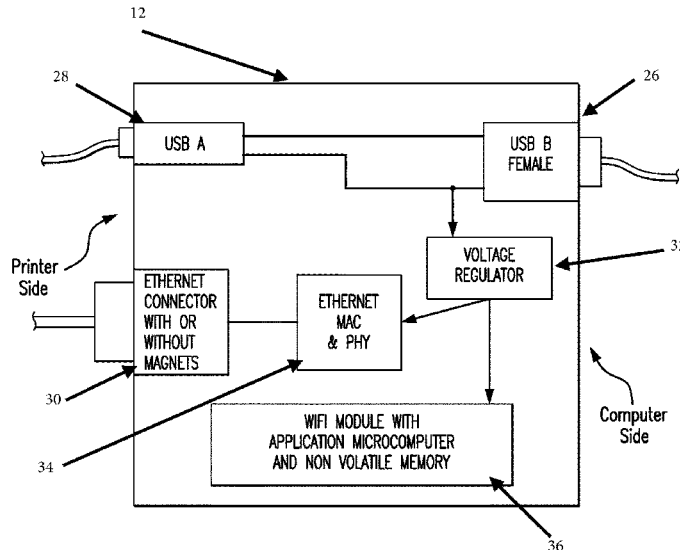 12
28
26
USB A
USB B
FEMALE
VOLTAGE
REGULATOR
Printer
Side
ETHERNET
CONNECTOR
WITH OR
WITHOUT
MAGNETS
ETHERNET
MAC
& PHY
30
Computer
Side
WIFI MODULE WITH
APPLICATION MICROCOMPUTER
AND NON VOLATILE MEMORY
34
36